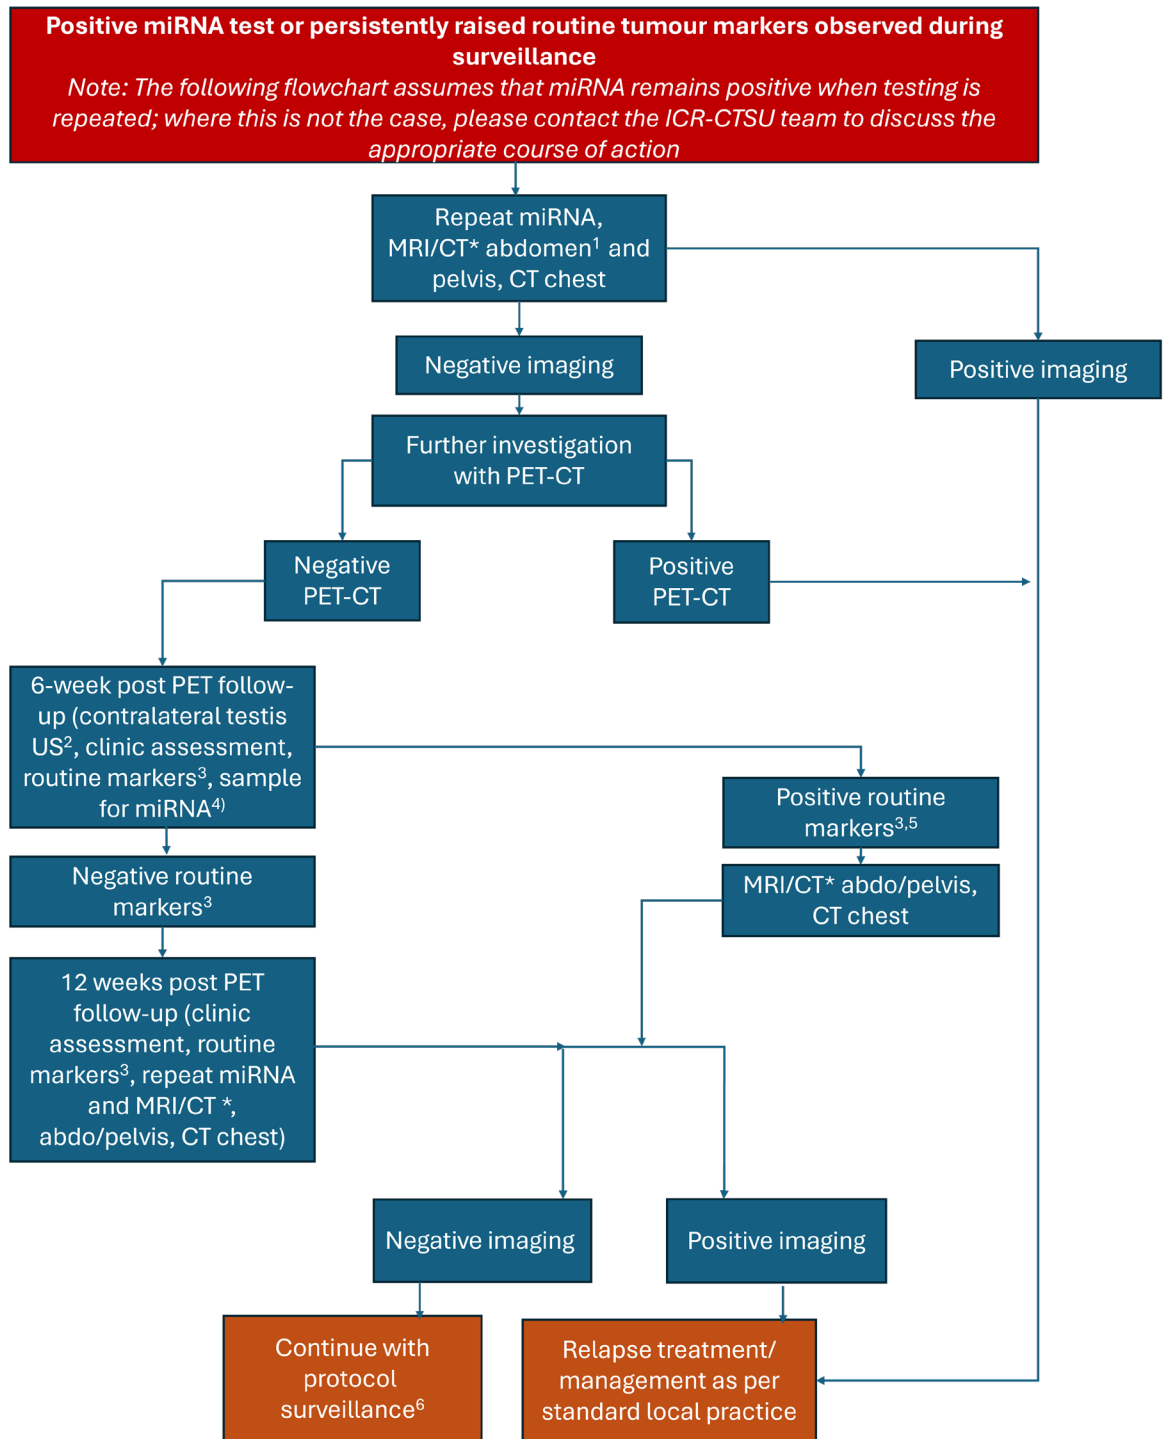 Positive miRNA test or persistently raised routine tumour markers observed during
surveillance
Note: The following flowchart assumes that miRNA remains positive when testing is
repeated; where this is not the case, please contact the ICR-CTSU team to discuss the
appropriate course of action
Repeat miRNA,
MRI/CT* abdomen¹ and
pelvis, CT chest
Negative imaging
Positive imaging
Further investigation
with PET-CT
Negative
PET-CT
Positive
PET-CT
6-week post PET follow-
up (contralateral testis
US², clinic assessment,
routine markers³, sample
for miRNA⁴⁾
Positive routine
markers³,⁵
Negative routine
markers³
MRI/CT* abdo/pelvis,
CT chest
12 weeks post PET
follow-up (clinic
assessment, routine
markers³, repeat miRNA
and MRI/CT *,
abdo/pelvis, CT chest)
Negative imaging
Positive imaging
Continue with
protocol
surveillance⁶
Relapse treatment/
management as per
standard local practice